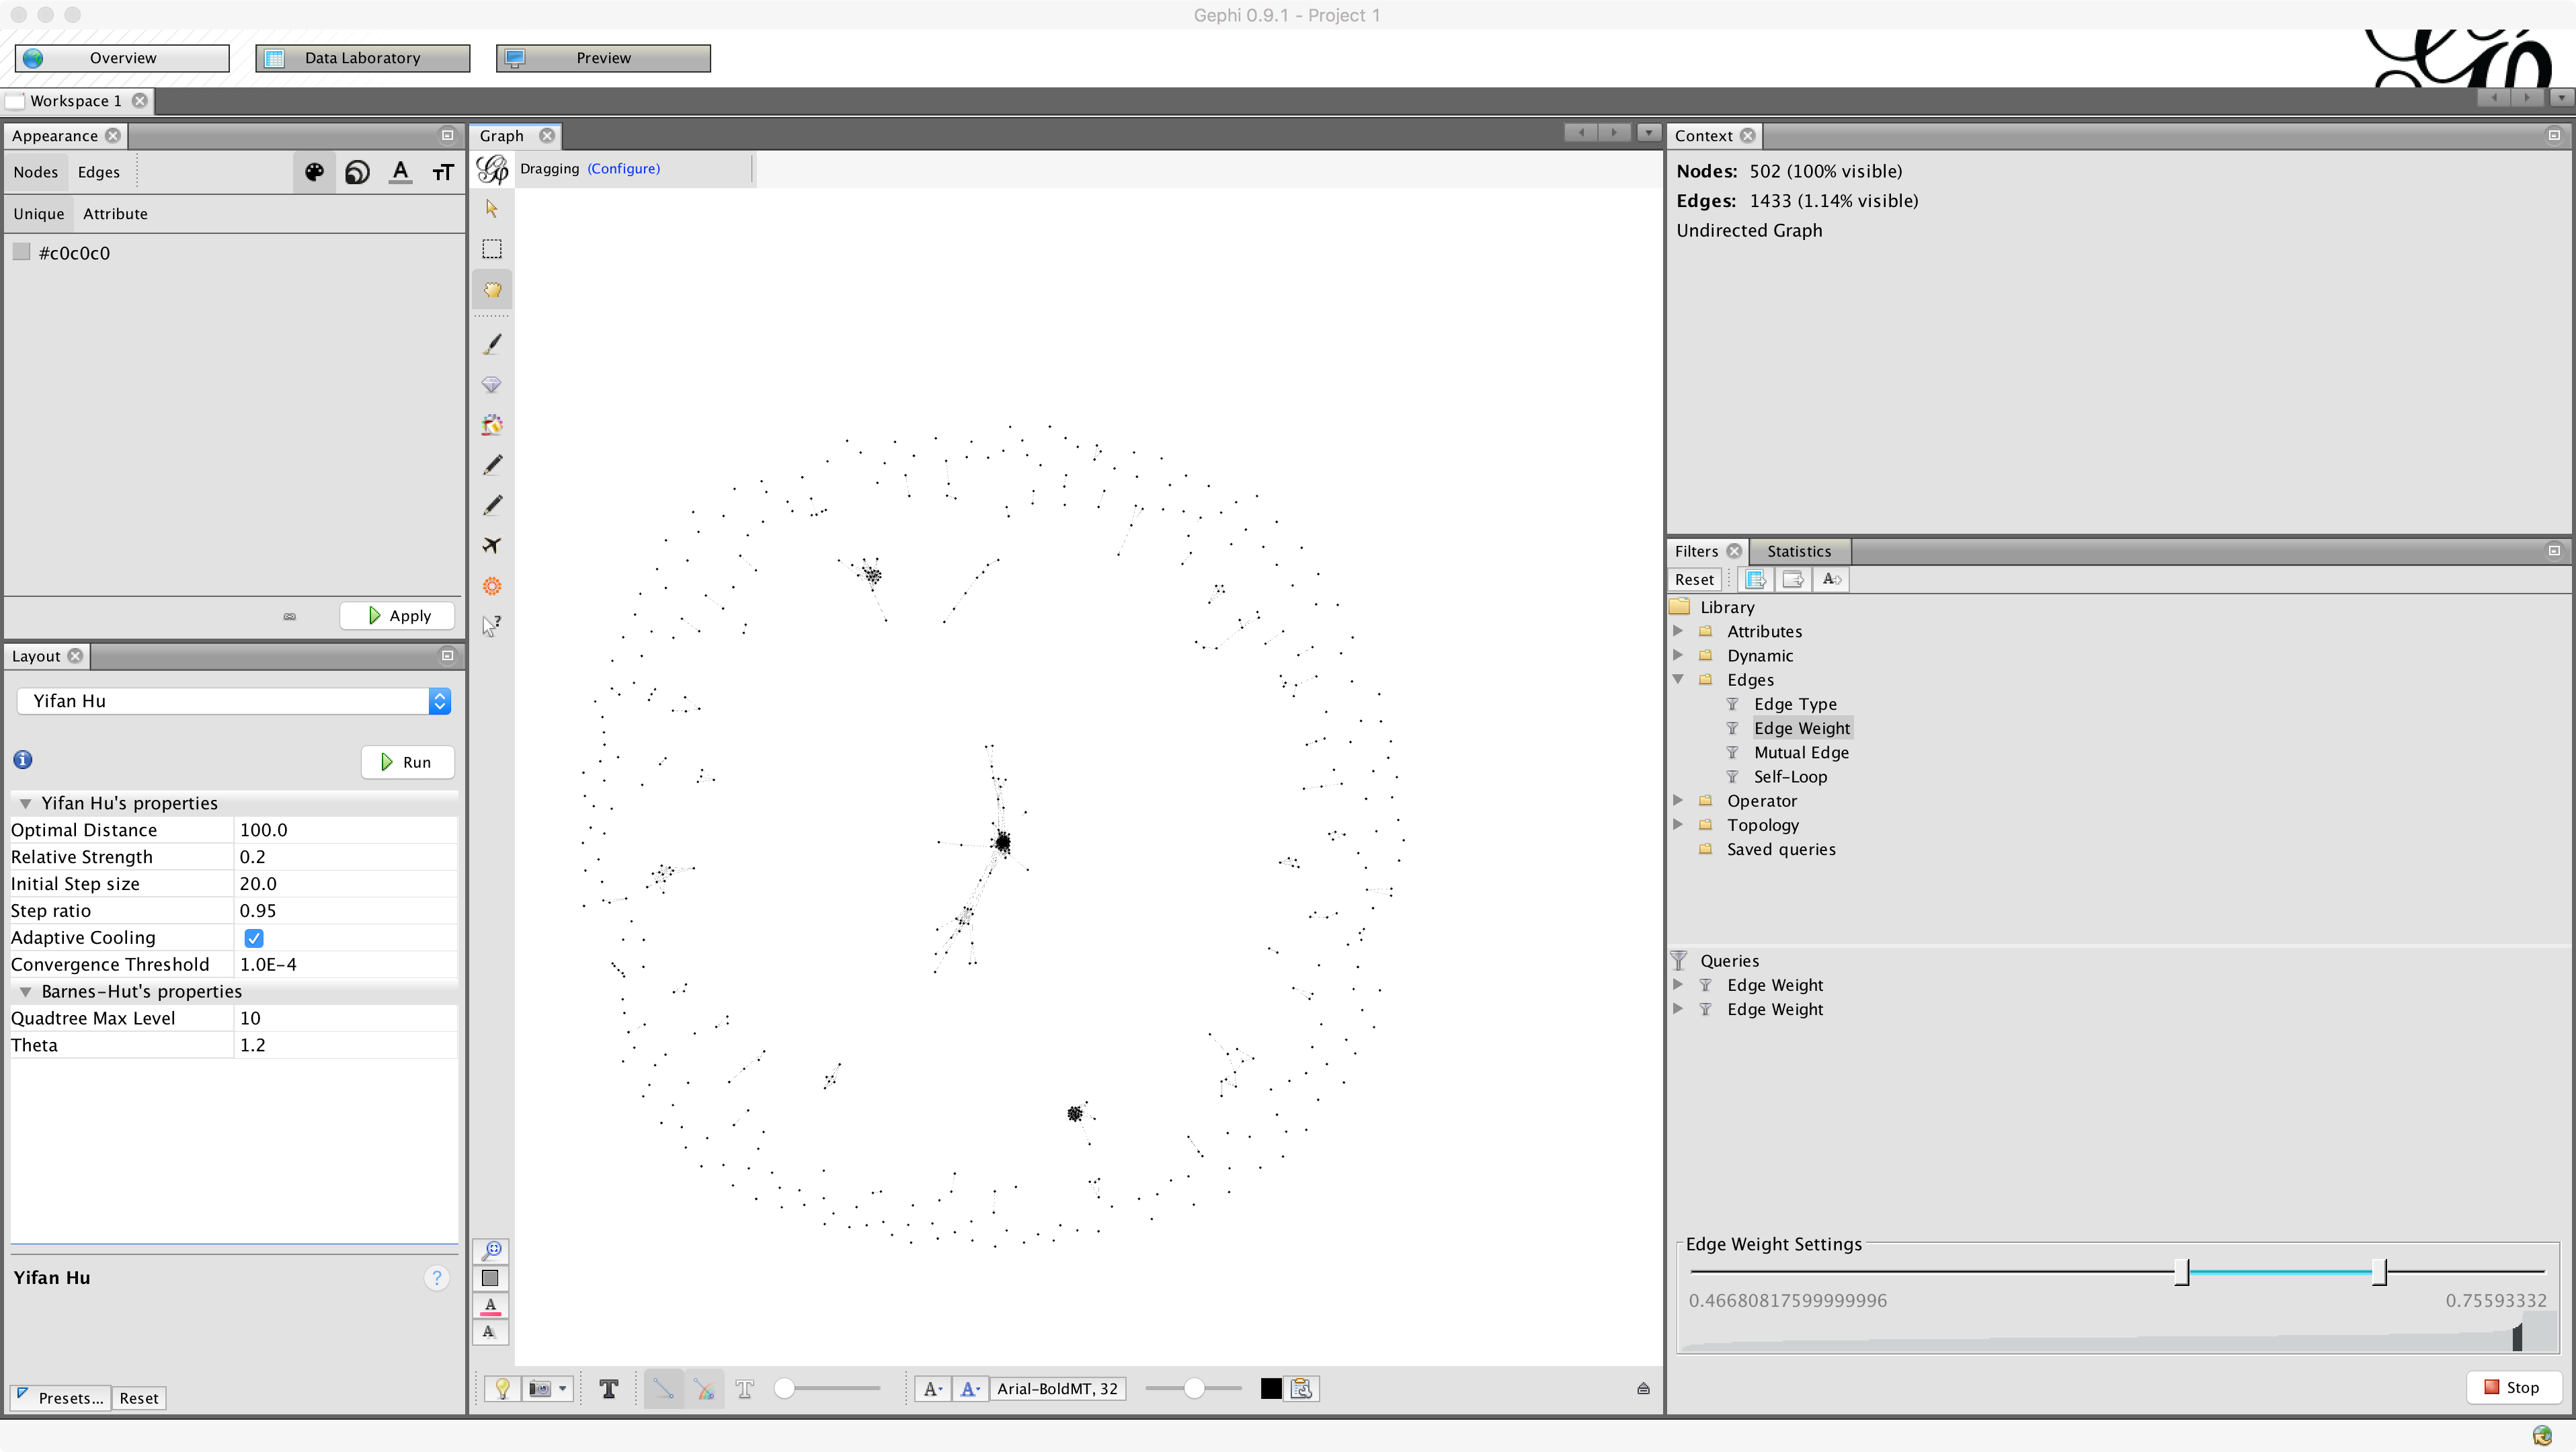 Gephi 0.9.1 - Project 1
Overview
Data Laboratory
Preview
Workspace 1
Appearance
Nodes Edges
Unique Attribute
#c0c0c0
Apply
Layout
Yifan Hu
Run
Yifan Hu's properties
Optimal Distance 100.0
Relative Strength 0.2
Initial Step size 20.0
Step ratio 0.95
Adaptive Cooling
Convergence Threshold 1.0E-4
Barnes-Hut's properties
Quadtree Max Level 10
Theta 1.2
Yifan Hu
Presets... Reset
Graph
Dragging (Configure)
Arial-BoldMT, 32
Context
Nodes: 502 (100% visible)
Edges: 1433 (1.14% visible)
Undirected Graph
Filters Statistics
Reset
Library
Attributes
Dynamic
Edges
Edge Type
Edge Weight
Mutual Edge
Self-Loop
Operator
Topology
Saved queries
Queries
Edge Weight
Edge Weight
Edge Weight Settings
0.46680817599999996 0.75593332
Stop